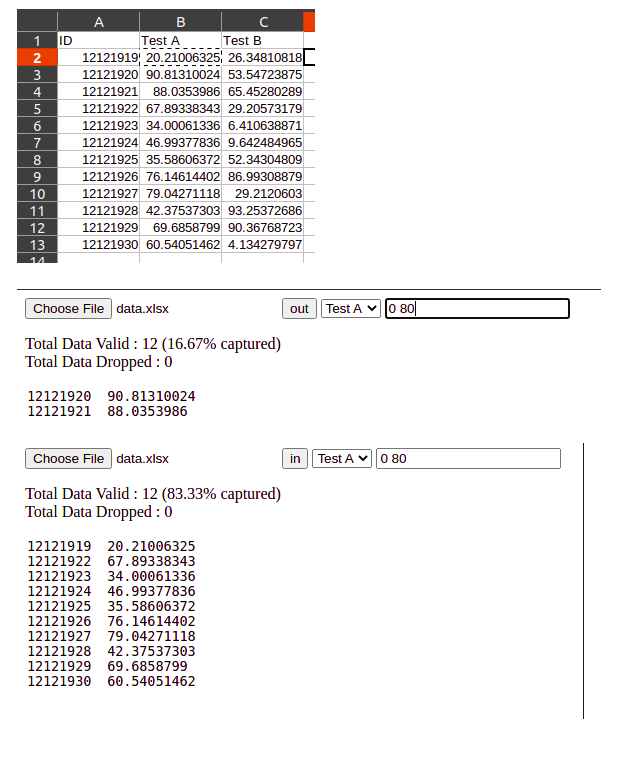 A B C
1 ID Test A Test B
2 12121919 20.21006325 26.34810818
3 12121920 90.81310024 53.54723875
4 12121921 88.0353986 65.45280289
5 12121922 67.89338343 29.20573179
6 12121923 34.00061336 6.410638871
7 12121924 46.99377836 9.642484965
8 12121925 35.58606372 52.34304809
9 12121926 76.14614402 86.99308879
10 12121927 79.04271118 29.2120603
11 12121928 42.37537303 93.25372686
12 12121929 69.6858799 90.36768723
13 12121930 60.54051462 4.134279797
14
Choose File data.xlsx out Test A 0 80
Total Data Valid : 12 (16.67% captured)
Total Data Dropped : 0
12121920 90.81310024
12121921 88.0353986
Choose File data.xlsx in Test A 0 80
Total Data Valid : 12 (83.33% captured)
Total Data Dropped : 0
12121919 20.21006325
12121922 67.89338343
12121923 34.00061336
12121924 46.99377836
12121925 35.58606372
12121926 76.14614402
12121927 79.04271118
12121928 42.37537303
12121929 69.6858799
12121930 60.54051462